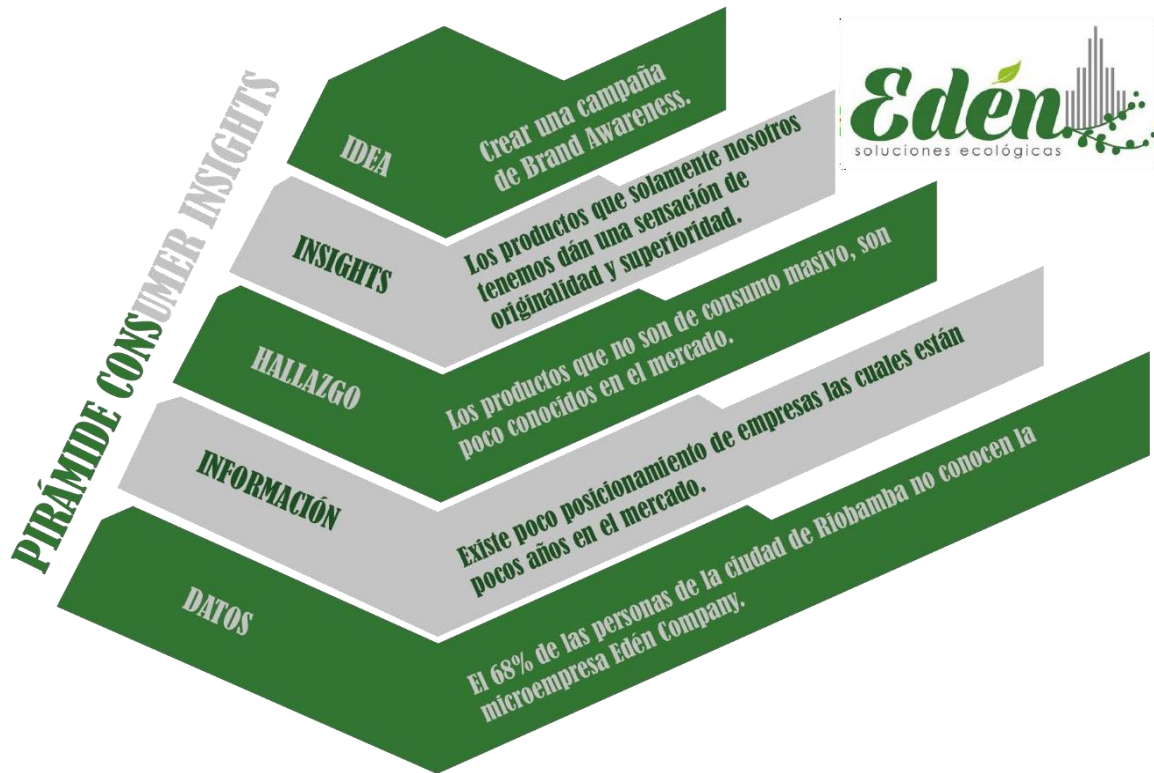 PIRÁMIDE CONSUMER INSIGHTS
Edén
soluciones ecológicas
IDEA
Crear una campaña
de Brand Awareness.
INSIGHTS
Los productos que solamente nosotros
tenemos dán una sensación de
originalidad y superioridad.
HALLAZGO
Los productos que no son de consumo masivo, son
poco conocidos en el mercado.
INFORMACIÓN
Existe poco posicionamiento de empresas las cuales están
pocos años en el mercado.
DATOS
El 68% de las personas de la ciudad de Riobamba no conocen la
microempresa Edén Company.